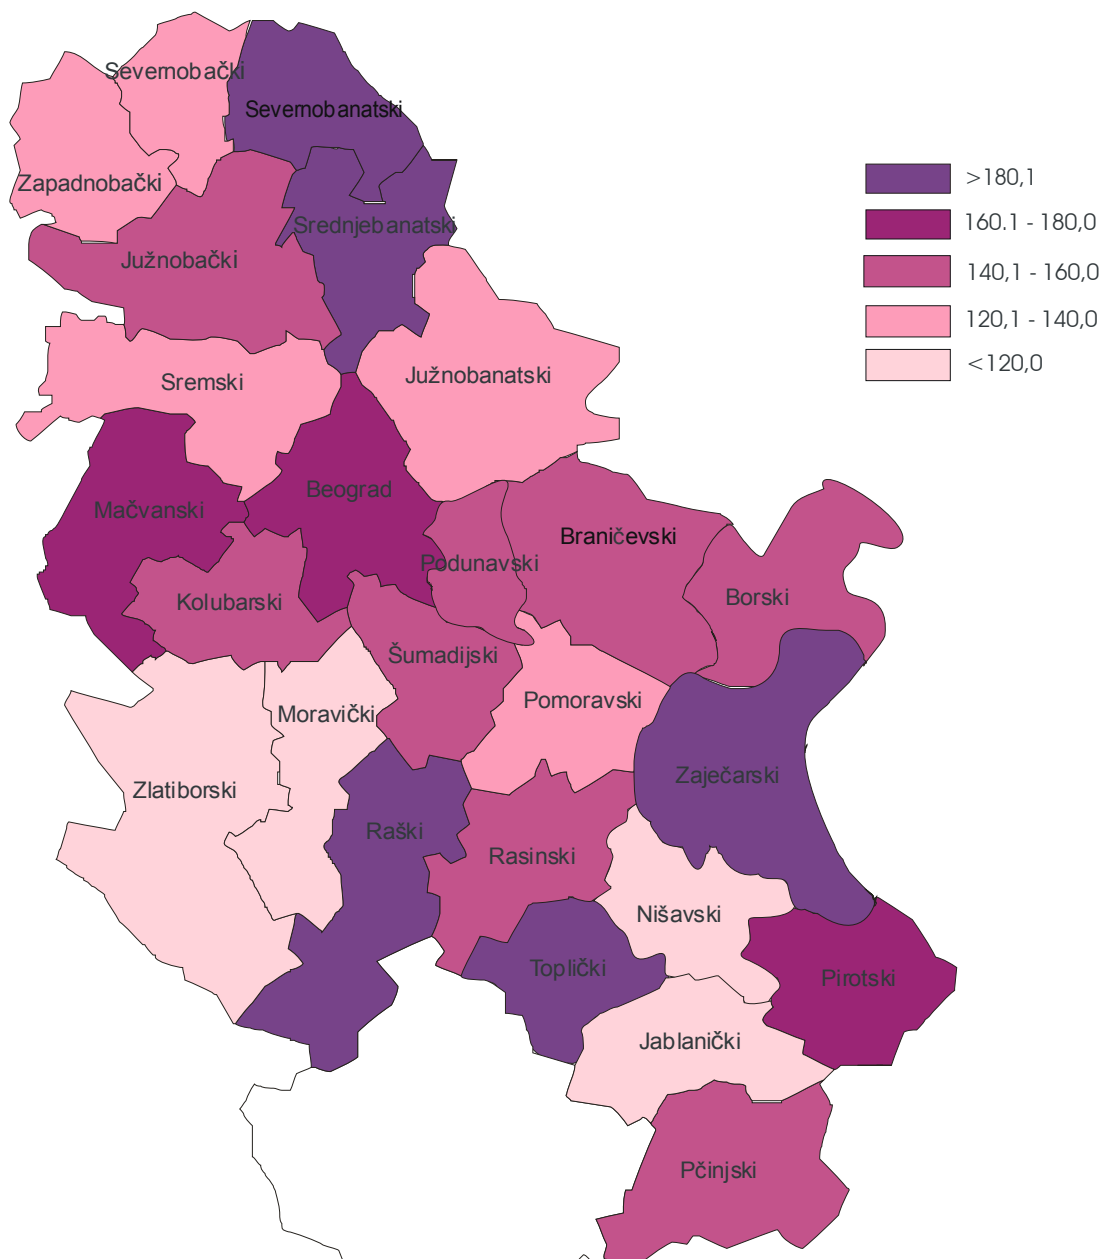 Severnobački
Severnobanatski
Zapadnobački
Srednjebanatski
Južnobački
Južnobanatski
Sremski
Beograd
Mačvanski
Braničevski
Podunavski
Borski
Kolubarski
Šumadijski
Pomoravski
Moravički
Zaječarski
Zlatiborski
Raški
Rasinski
Nišavski
Toplički
Pirotski
Jablanički
Pčinjski
>180,1
160.1 - 180,0
140,1 - 160,0
120,1 - 140,0
<120,0